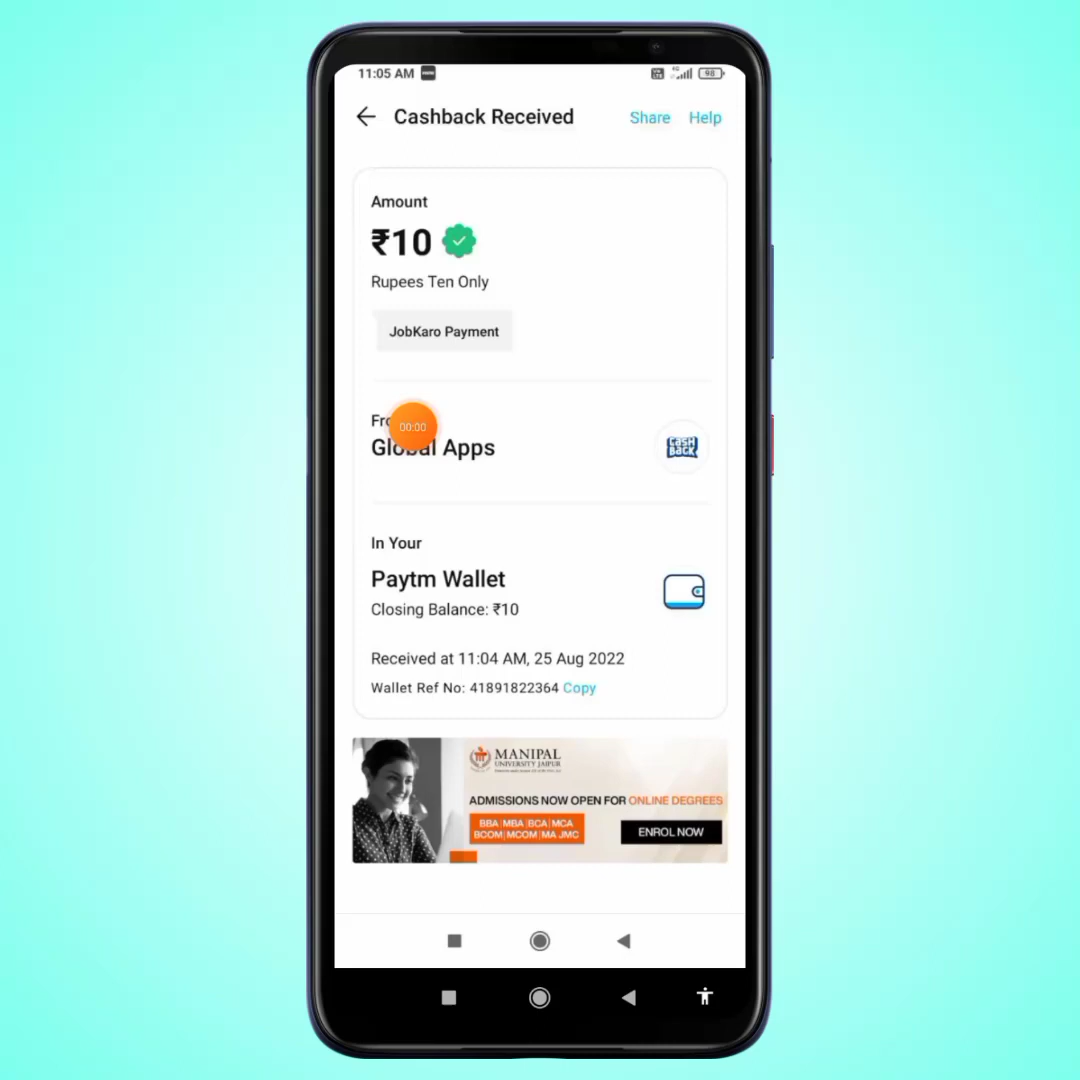 11:05 AM
98
Cashback Received
Share Help
Amount
₹10
Rupees Ten Only
JobKaro Payment
00:00
Global Apps
CASH
BACK
In Your
Paytm Wallet
Closing Balance: ₹10
Received at 11:04 AM, 25 Aug 2022
Wallet Ref No: 41891822364 Copy
MANIPAL
UNIVERSITY JAIPUR
ADMISSIONS NOW OPEN FOR ONLINE DEGREES
BBA|MBA|BCA|MCA
BCOM|MCOM|MA JMC
ENROL NOW